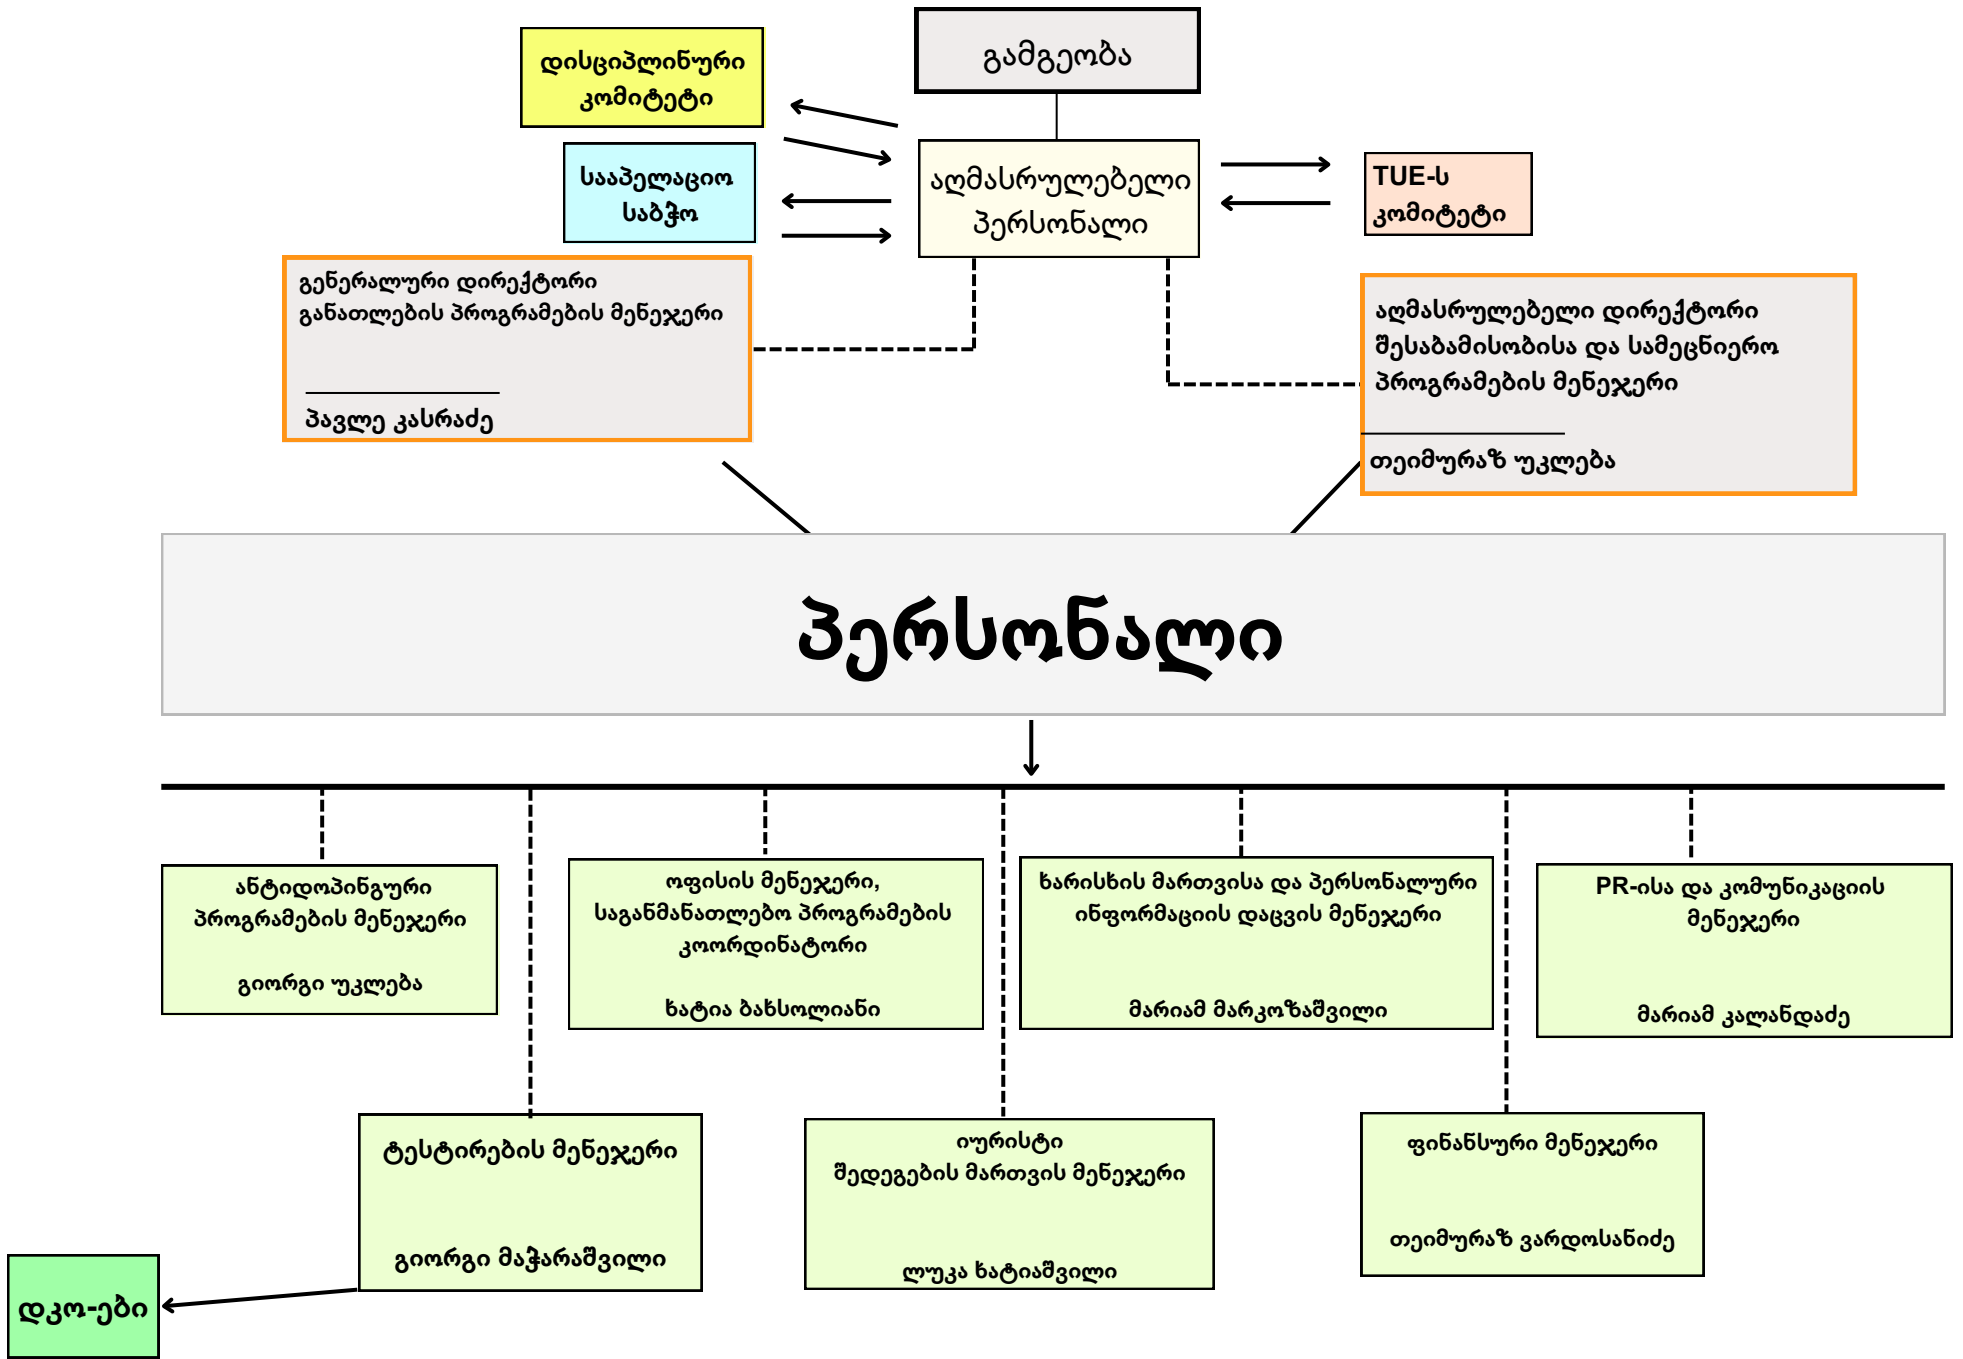 გამგეობა
დისციპლინური
კომიტეტი
სააპელაციო
საბჭო
აღმასრულებელი
პერსონალი
TUE-ს
კომიტეტი
გენერალური დირექტორი
განათლების პროგრამების მენეჯერი
პავლე კასრაძე
აღმასრულებელი დირექტორი
შესაბამისობისა და სამეცნიერო
პროგრამების მენეჯერი
თეიმურაზ უკლება
პერსონალი
ანტიდოპინგური
პროგრამების მენეჯერი
გიორგი უკლება
ოფისის მენეჯერი,
საგანმანათლებო პროგრამების
კოორდინატორი
ხატია ბახსოლიანი
ხარისხის მართვისა და პერსონალური
ინფორმაციის დაცვის მენეჯერი
მარიამ მარკოზაშვილი
PR-ისა და კომუნიკაციის
მენეჯერი
მარიამ კალანდაძე
ტესტირების მენეჯერი
გიორგი მაჭარაშვილი
იურისტი
შედეგების მართვის მენეჯერი
ლუკა ხატიაშვილი
ფინანსური მენეჯერი
თეიმურაზ ვარდოსანიძე
დკო-ები